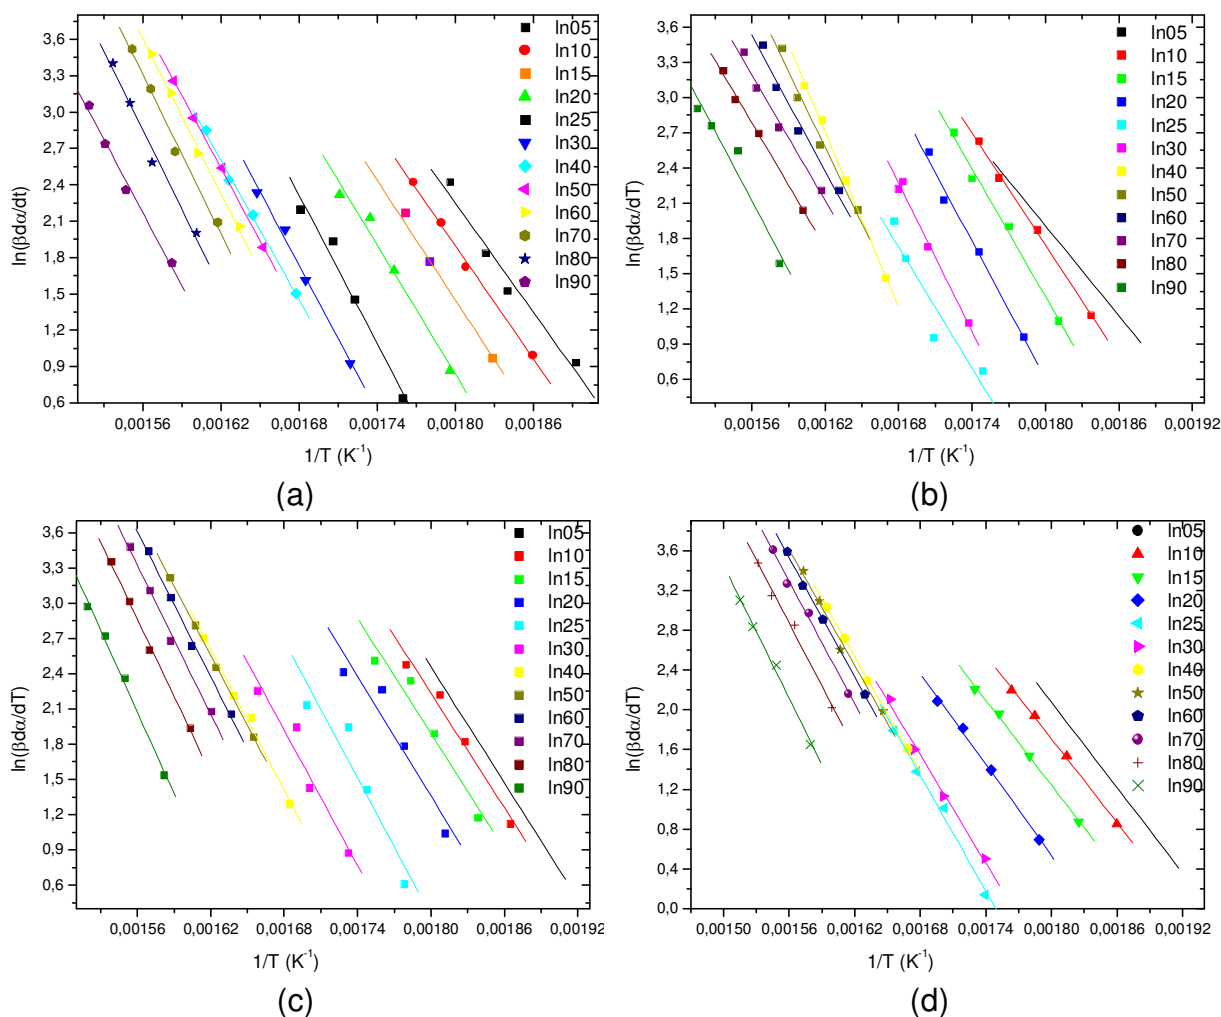 ln(βdα/dt)
3,6
3,3
3,0
2,7
2,4
2,1
1,8
1,5
1,2
0,9
0,6
0,00156 0,00162 0,00168 0,00174 0,00180 0,00186
1/T (K-1)
ln05
ln10
ln15
ln20
ln25
ln30
ln40
ln50
ln60
ln70
ln80
ln90
(a)
ln(βdα/dT)
3,6
3,3
3,0
2,7
2,4
2,1
1,8
1,5
1,2
0,9
0,6
0,00156 0,00162 0,00168 0,00174 0,00180 0,00186 0,00192
1/T (K-1)
ln05
ln10
ln15
ln20
ln25
ln30
ln40
ln50
ln60
ln70
ln80
ln90
(b)
ln(βdα/dT)
3,6
3,3
3,0
2,7
2,4
2,1
1,8
1,5
1,2
0,9
0,6
0,00156 0,00162 0,00168 0,00174 0,00180 0,00186 0,00192
1/T (K-1)
ln05
ln10
ln15
ln20
ln25
ln30
ln40
ln50
ln60
ln70
ln80
ln90
(c)
ln(βdα/dT)
3,6
3,2
2,8
2,4
2,0
1,6
1,2
0,8
0,4
0,0
0,00150 0,00156 0,00162 0,00168 0,00174 0,00180 0,00186 0,00192
1/T (K-1)
ln05
ln10
ln15
ln20
ln25
ln30
ln40
ln50
ln60
ln70
ln80
ln90
(d)